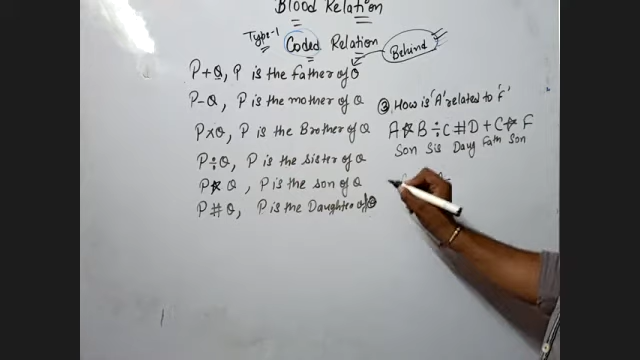 Blood Relation
Type-1
Coded Relation
Behind
P+Q, P is the father of Q
P-Q, P is the mother of Q
P×Q, P is the Brother of Q
P÷Q, P is the sister of Q
P☆Q, P is the son of Q
P#Q, P is the Daughter of Q
③ How is 'A' related to 'F'
A☆B÷C#D+C☆F
Son Sis Daug Fath Son